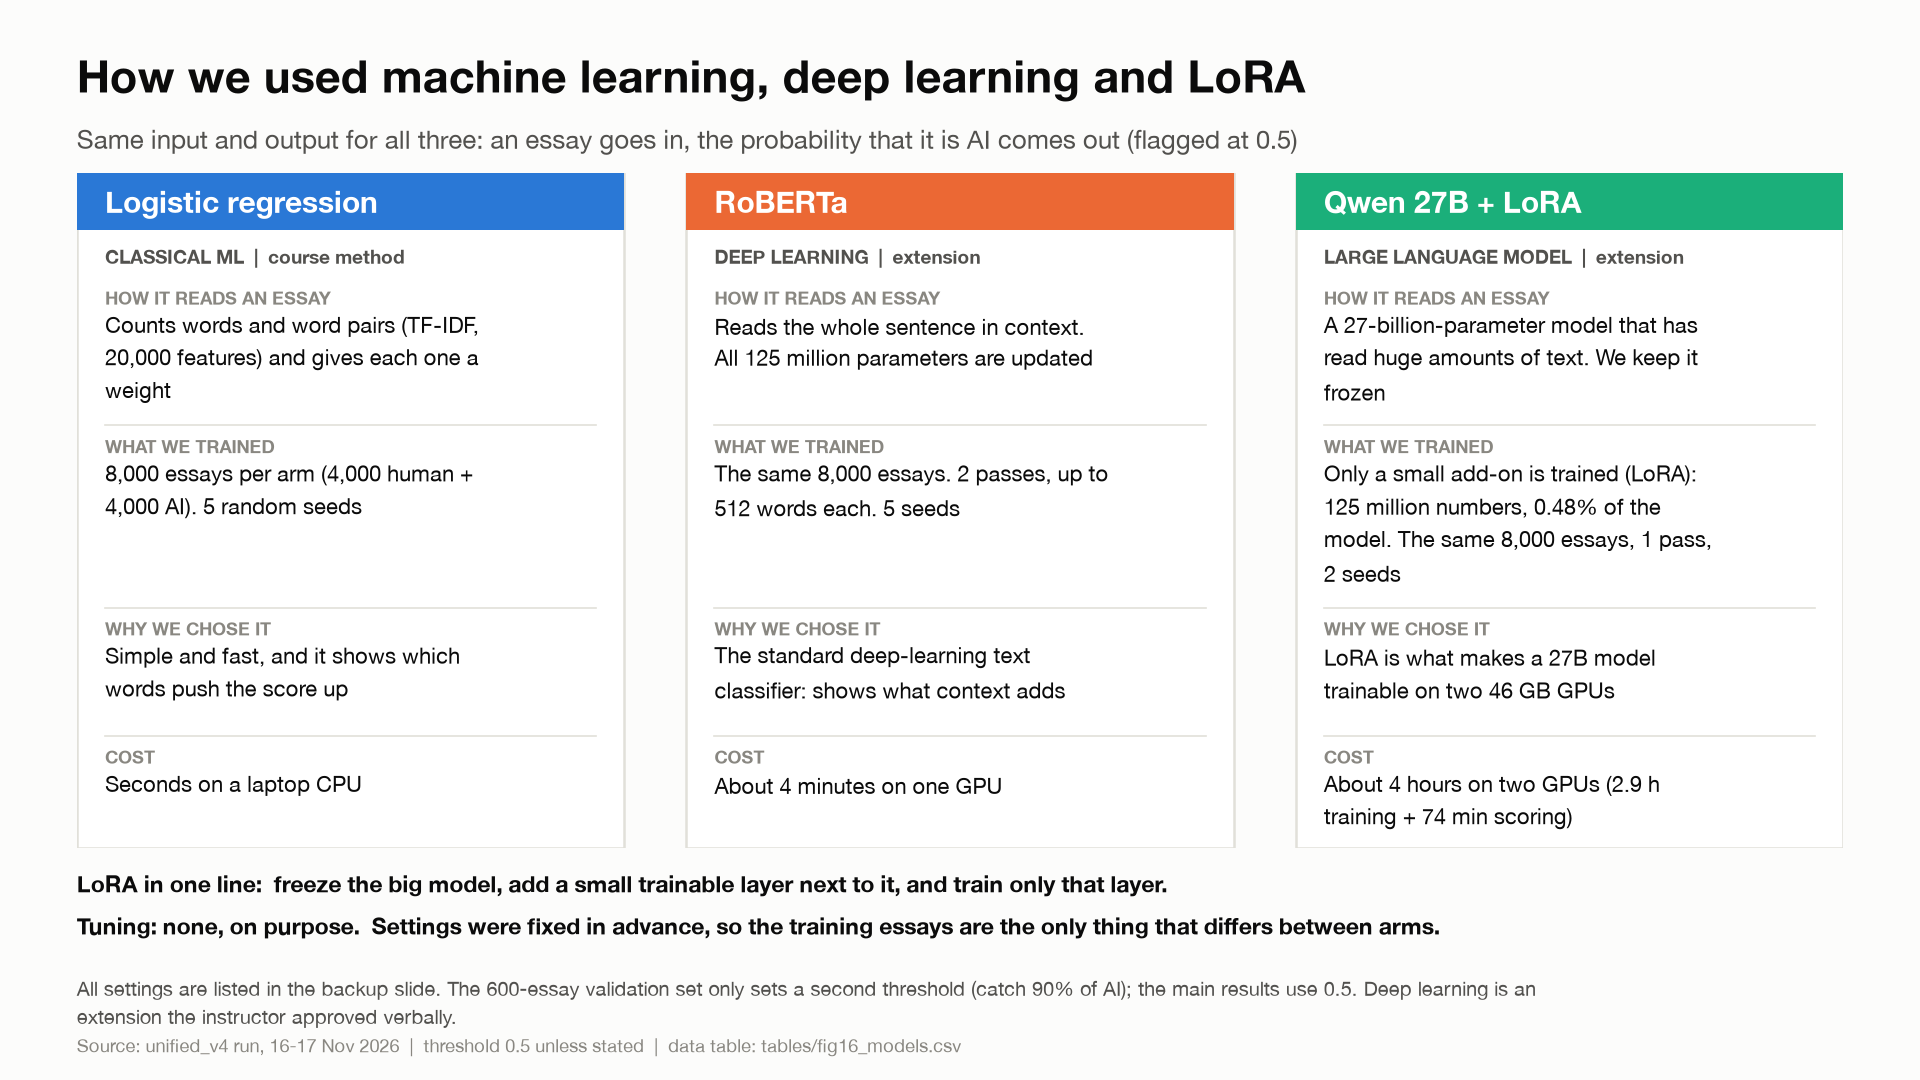 How we used machine learning, deep learning and LoRA
Same input and output for all three: an essay goes in, the probability that it is AI comes out (flagged at 0.5)
Logistic regression
CLASSICAL ML | course method
HOW IT READS AN ESSAY
Counts words and word pairs (TF-IDF,
20,000 features) and gives each one a
weight
WHAT WE TRAINED
8,000 essays per arm (4,000 human +
4,000 AI). 5 random seeds
WHY WE CHOSE IT
Simple and fast, and it shows which
words push the score up
COST
Seconds on a laptop CPU
RoBERTa
DEEP LEARNING | extension
HOW IT READS AN ESSAY
Reads the whole sentence in context.
All 125 million parameters are updated
WHAT WE TRAINED
The same 8,000 essays. 2 passes, up to
512 words each. 5 seeds
WHY WE CHOSE IT
The standard deep-learning text
classifier: shows what context adds
COST
About 4 minutes on one GPU
Qwen 27B + LoRA
LARGE LANGUAGE MODEL | extension
HOW IT READS AN ESSAY
A 27-billion-parameter model that has
read huge amounts of text. We keep it
frozen
WHAT WE TRAINED
Only a small add-on is trained (LoRA):
125 million numbers, 0.48% of the
model. The same 8,000 essays, 1 pass,
2 seeds
WHY WE CHOSE IT
LoRA is what makes a 27B model
trainable on two 46 GB GPUs
COST
About 4 hours on two GPUs (2.9 h
training + 74 min scoring)
LoRA in one line: freeze the big model, add a small trainable layer next to it, and train only that layer.
Tuning: none, on purpose. Settings were fixed in advance, so the training essays are the only thing that differs between arms.
All settings are listed in the backup slide. The 600-essay validation set only sets a second threshold (catch 90% of AI); the main results use 0.5. Deep learning is an
extension the instructor approved verbally.
Source: unified_v4 run, 16-17 Nov 2026 | threshold 0.5 unless stated | data table: tables/fig16_models.csv